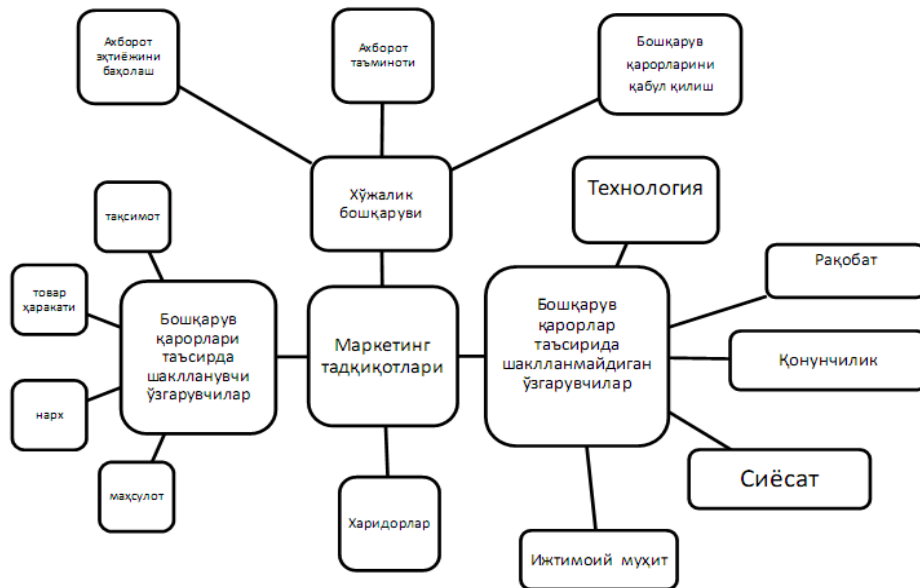 Ахборот
эҳтиёжини
баҳолаш
Ахборот
таъминоти
Бошқарув
қарорларини
қабул қилиш
Хўжалик
бошқаруви
Технология
тақсимот
Рақобат
товар
ҳаракати
Бошқарув
қарорлари
таъсирда
шаклланувчи
ўзгарувчилар
Маркетинг
тадқиқотлари
Бошқарув
қарорлар
таъсирида
шаклланмайдиган
ўзгарувчилар
Қонунчилик
нарх
маҳсулот
Харидорлар
Сиёсат
Ижтимоий муҳит